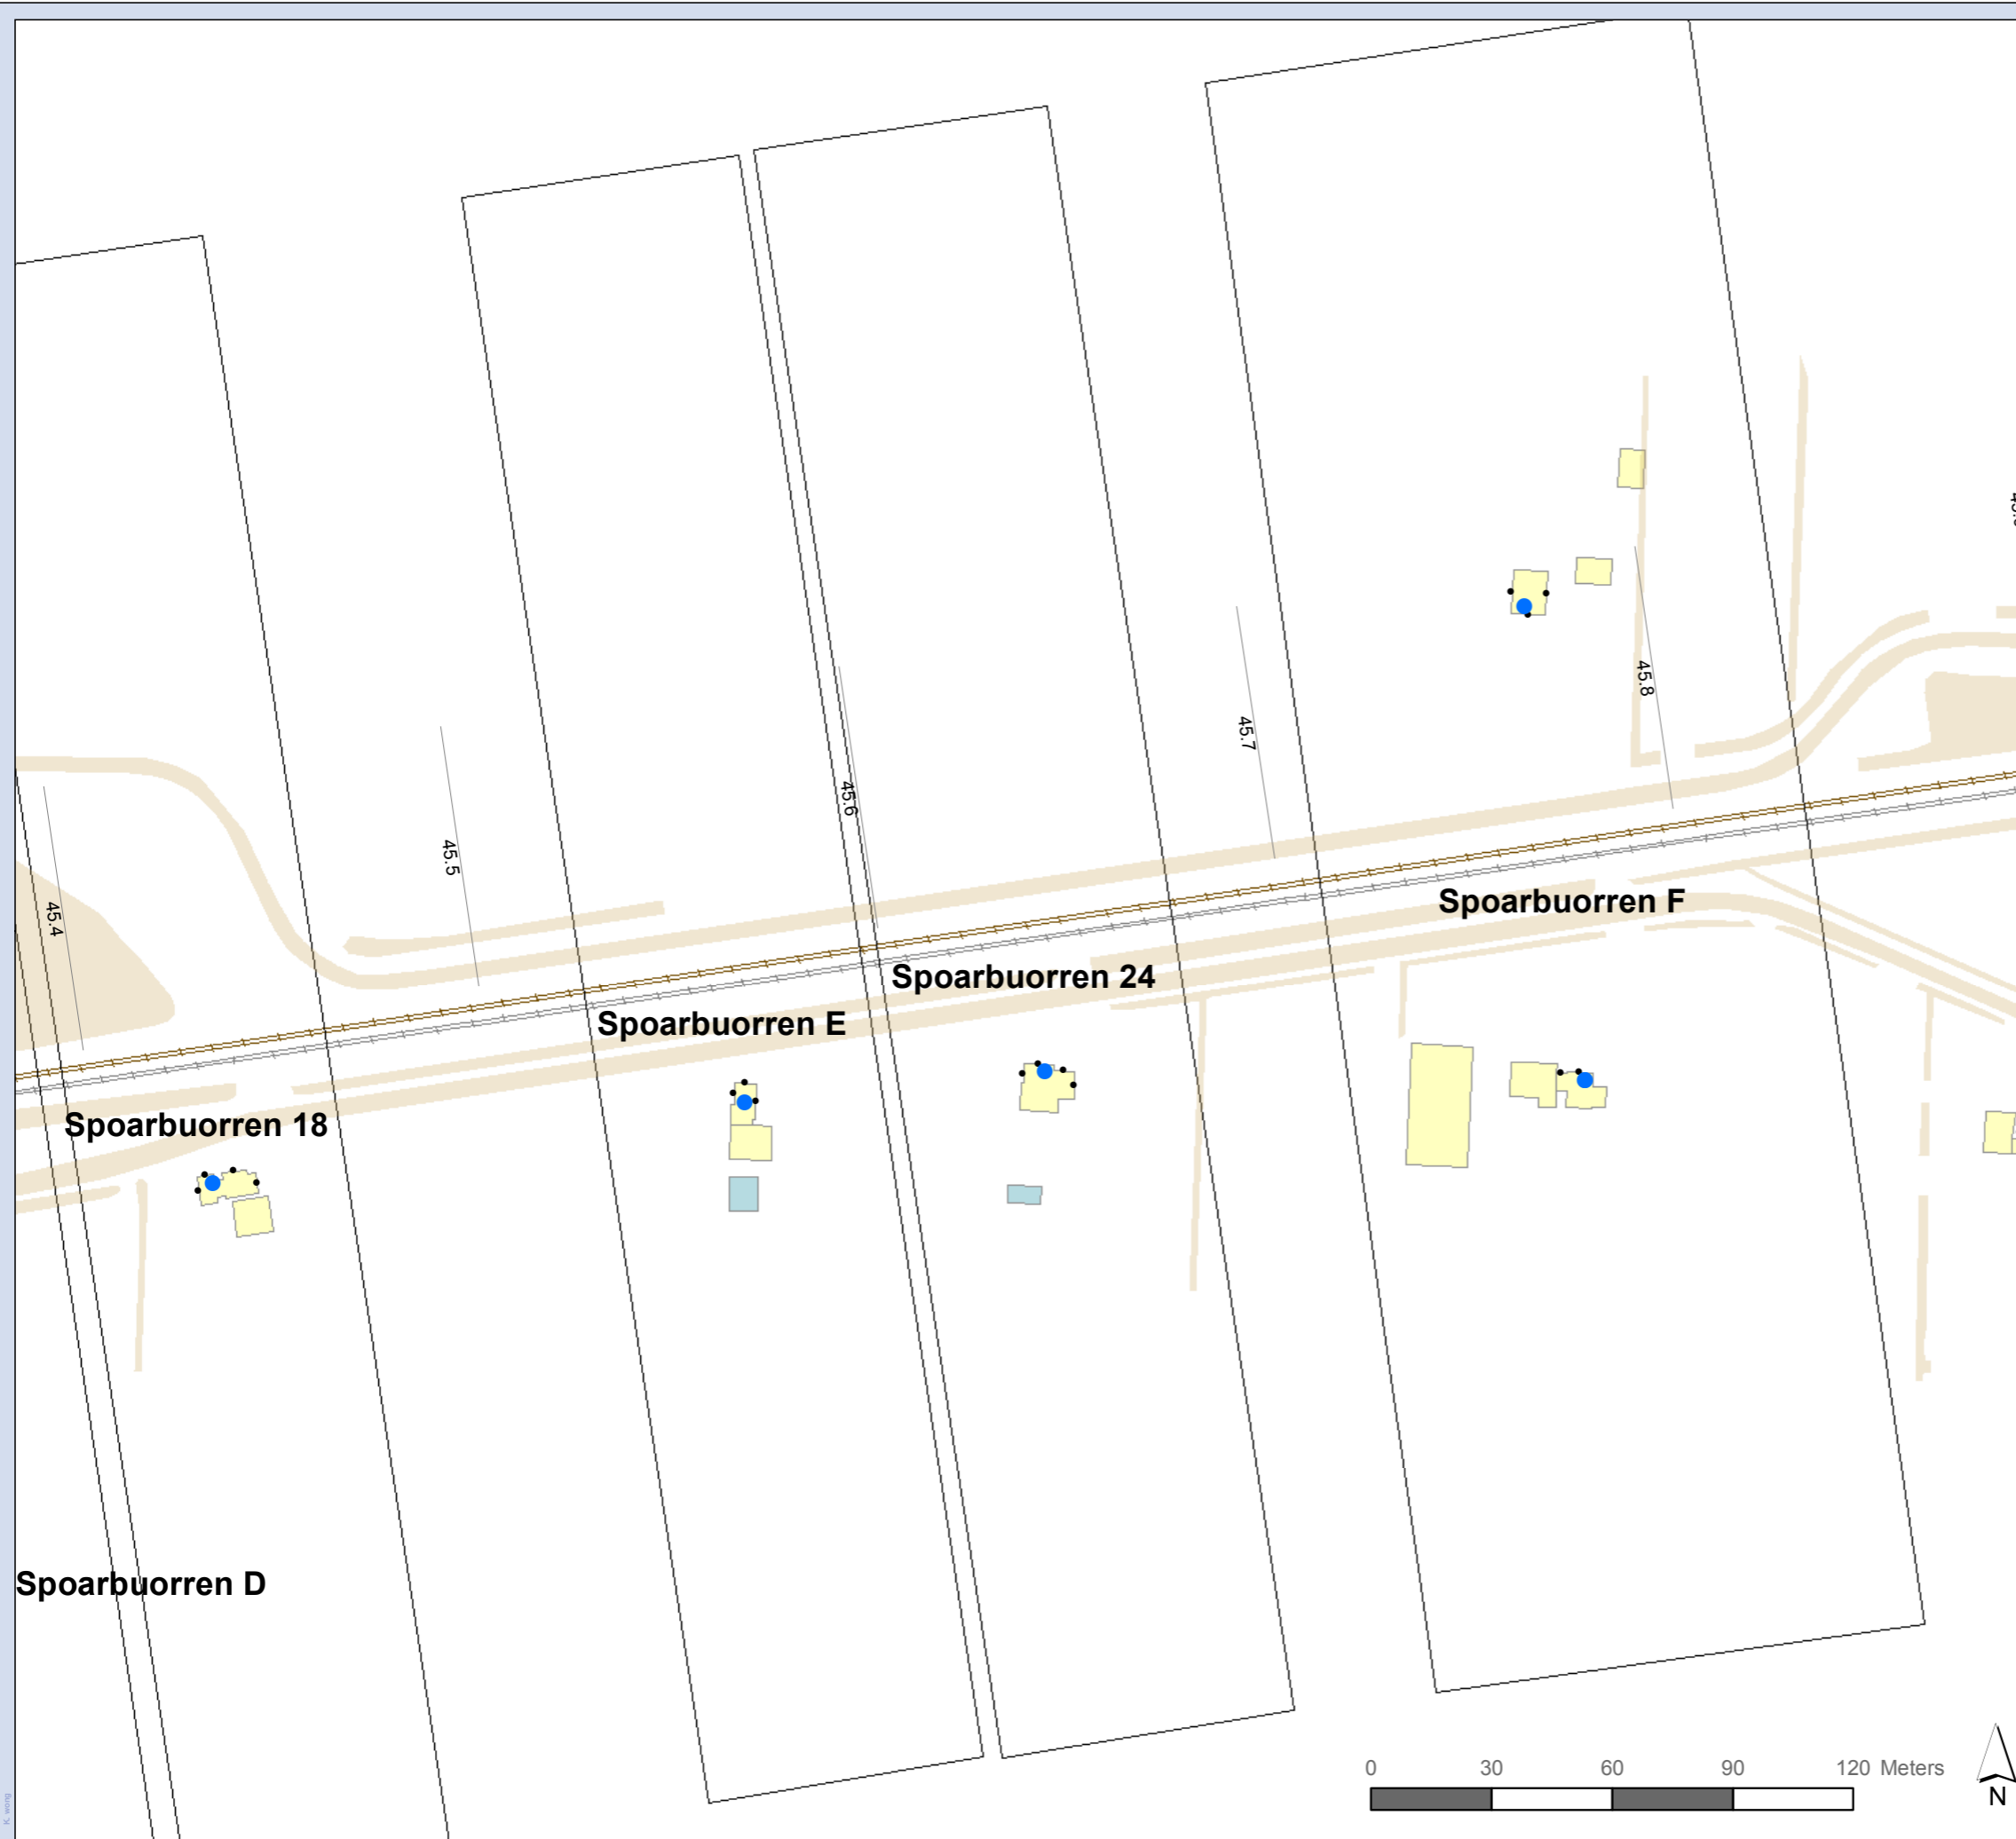 45.8
45.7
45.6
45.5
Spoarbuorren F
45.4
Spoarbuorren 24
Spoarbuorren E
Spoarbuorren 18
Spoarbuorren D
0 30 60 90 120 Meters
N
K. wong